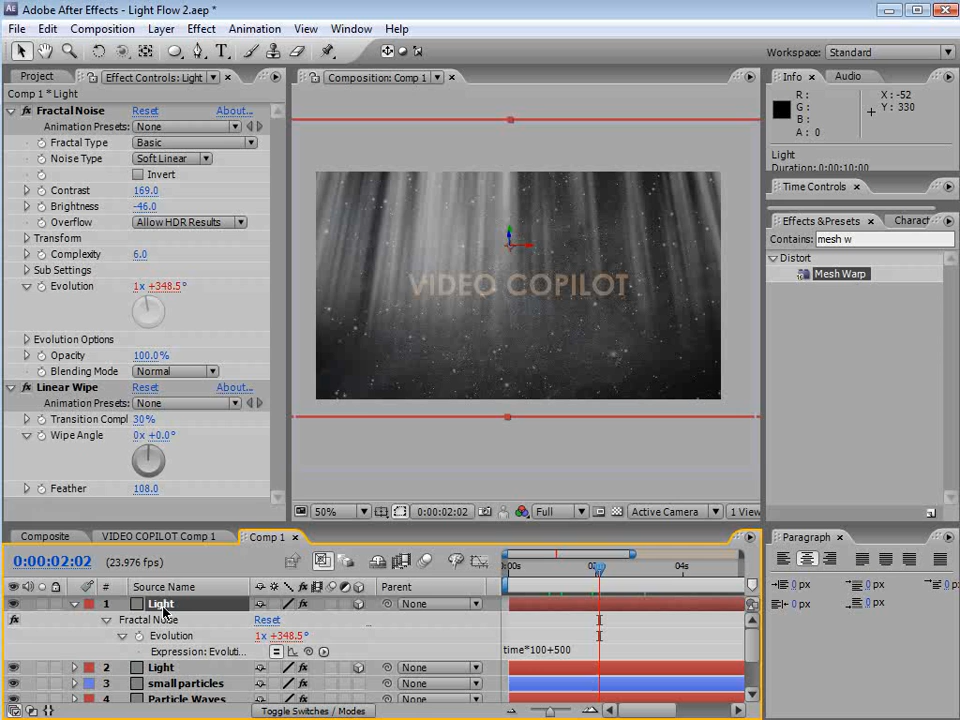 Adobe After Effects - Light Flow 2.aep *
File Edit Composition Layer Effect Animation View Window Help
Workspace: Standard
Project Effect Controls: Light
Comp 1 * Light
Fractal Noise Reset About...
Animation Presets: None
Fractal Type Basic
Noise Type Soft Linear
Invert
Contrast 169.0
Brightness -46.0
Overflow Allow HDR Results
Transform
Complexity 6.0
Sub Settings
Evolution 1x +348.5°
Evolution Options
Opacity 100.0%
Blending Mode Normal
Linear Wipe Reset About...
Animation Presets: None
Transition Compl 30%
Wipe Angle 0x +0.0°
Feather 108.0
Composition: Comp 1
VIDEO COPILOT
50% 0:00:02:02 Full Active Camera 1 View
Info Audio
R :
G :
B :
A : 0
X : -52
Y : 330
Light
Duration: 0:00:10:00
Time Controls
Effects & Presets Charact
Contains: mesh w
Distort
Mesh Warp
Composite VIDEO COPILOT Comp 1 Comp 1
0:00:02:02 (23.976 fps)
:00s 02s 04s
# Source Name Parent
1 Light None
Fractal Noise Reset
Evolution 1x +348.5°
Expression: Evoluti... time*100+500
2 Light None
3 small particles None
4 Particle Waves None
Toggle Switches / Modes
Paragraph
0 px 0 px 0 px
0 px 0 px